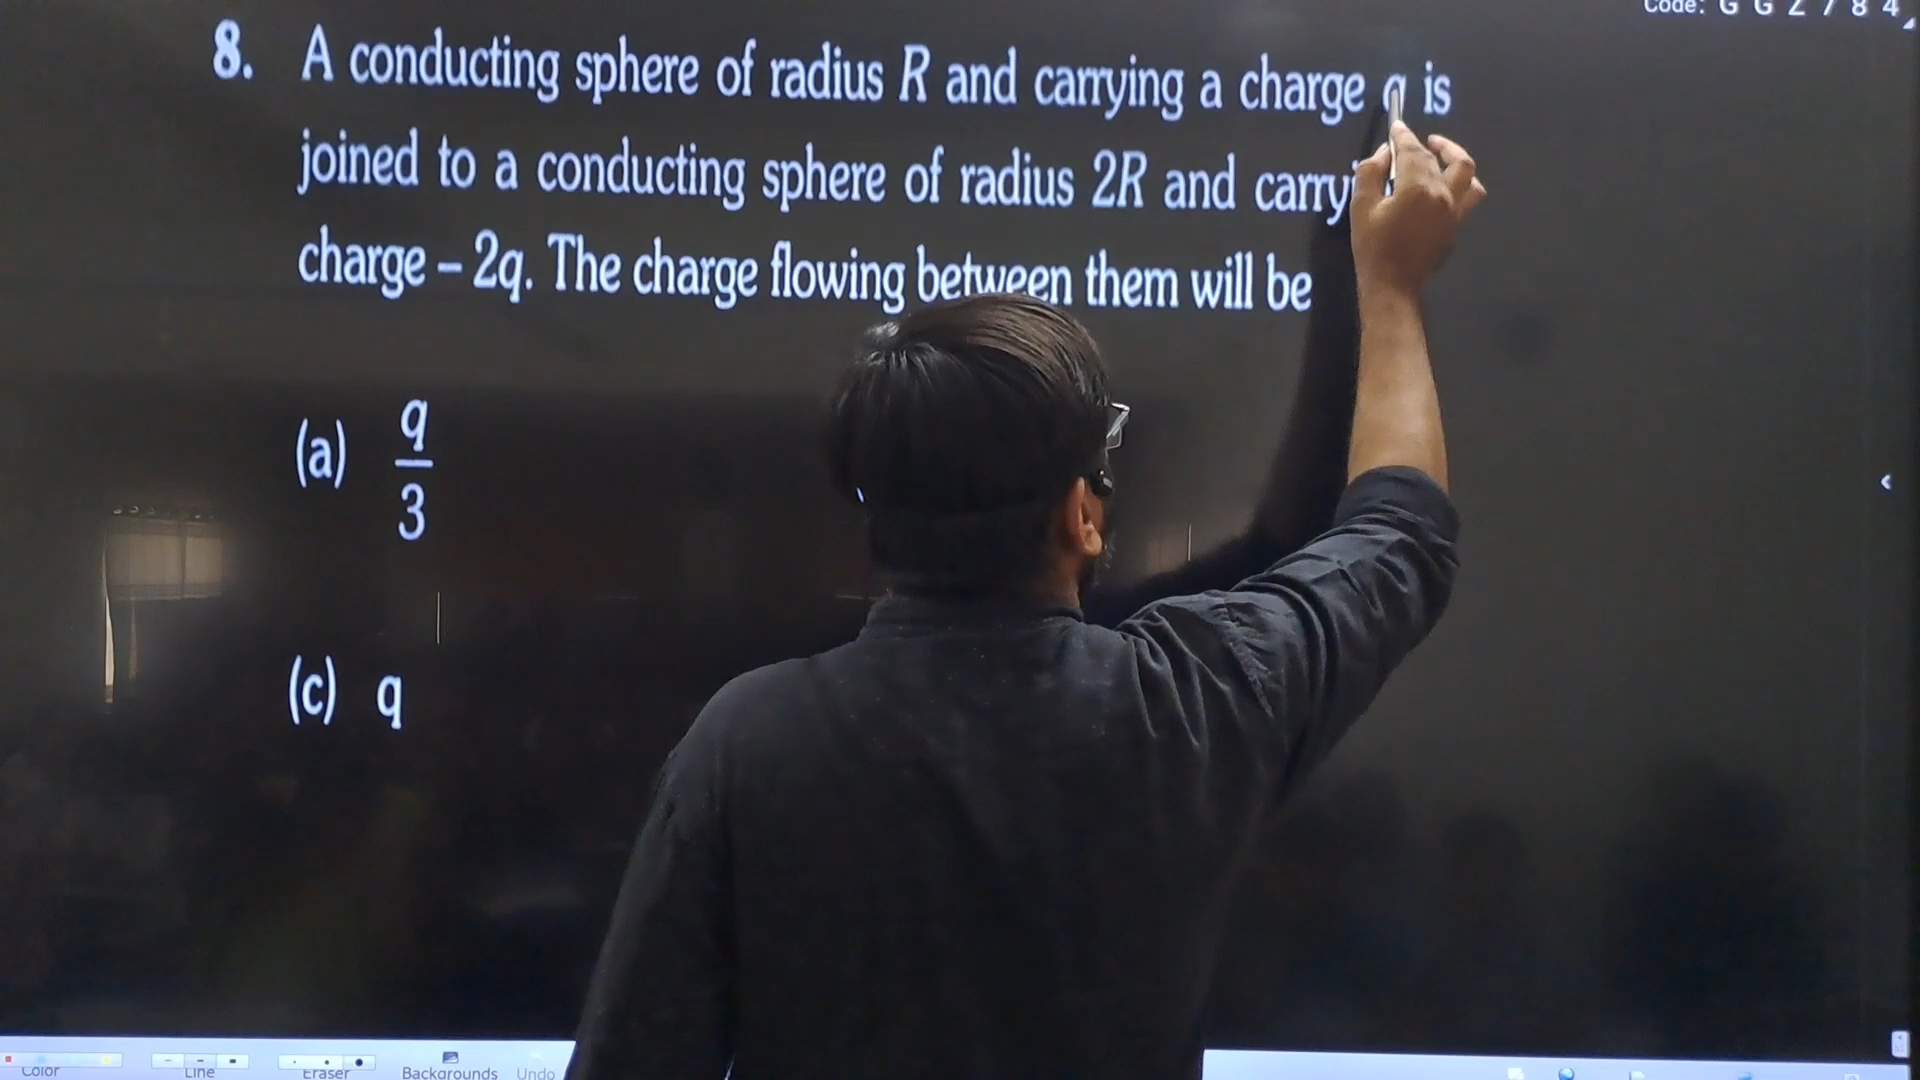 Code: G G Z 7 8 4
8. A conducting sphere of radius R and carrying a charge q is
joined to a conducting sphere of radius 2R and
charge – 2q. The charge flowing between them will be
(a) q
3
(c) q
Color Line Eraser Backgrounds Undo